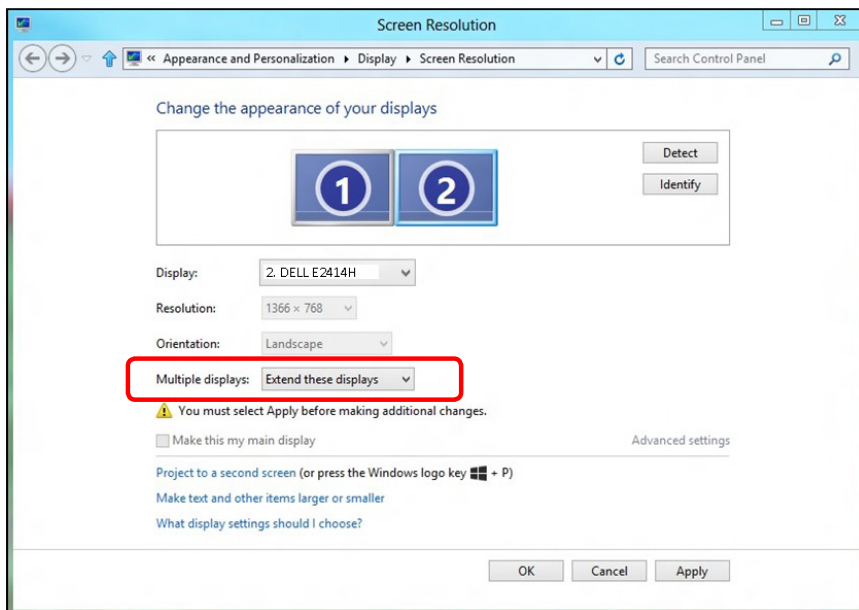 Screen Resolution
« Appearance and Personalization ▸ Display ▸ Screen Resolution
Search Control Panel
Change the appearance of your displays
1 2
Detect
Identify
Display: 2. DELL E2414H
Resolution: 1366 × 768
Orientation: Landscape
Multiple displays: Extend these displays
You must select Apply before making additional changes.
Make this my main display Advanced settings
Project to a second screen (or press the Windows logo key + P)
Make text and other items larger or smaller
What display settings should I choose?
OK Cancel Apply